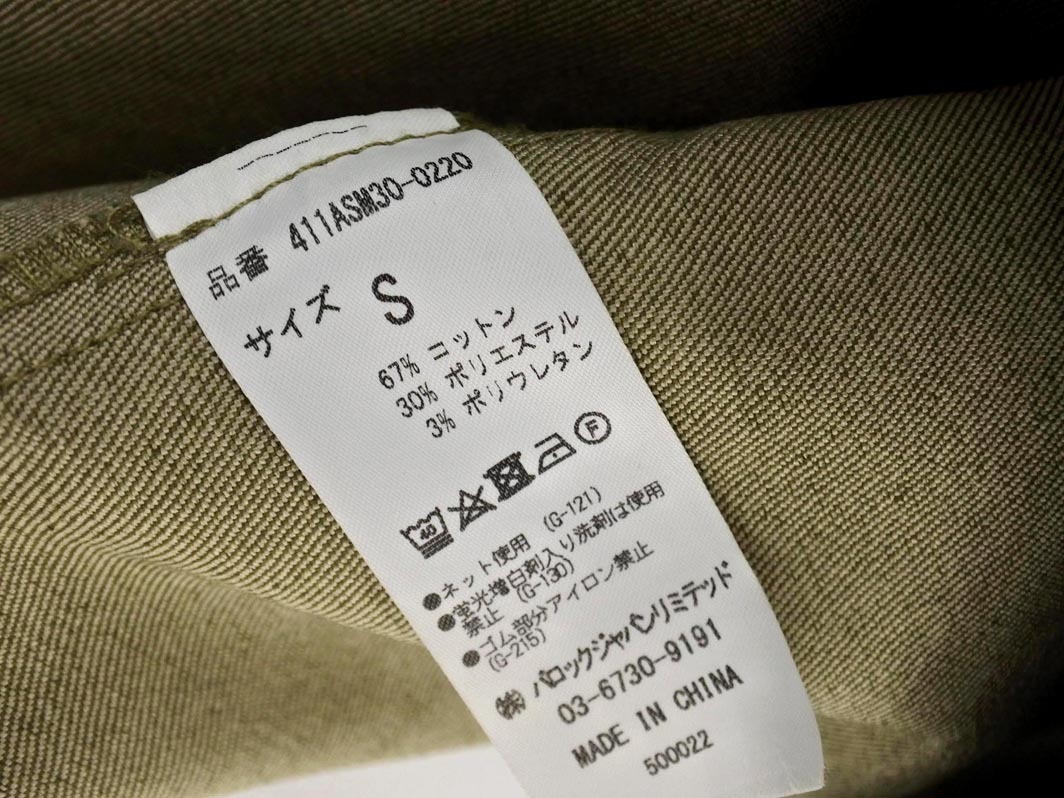 品番 411ASM30-0220
サイズ S
67% コットン
30% ポリエステル
3% ポリウレタン
40 F
●ネット使用 (G-121)
●蛍光増白剤入り洗剤は使用
禁止 (G-130)
●ゴム部分アイロン禁止
(G-215)
㈱ バロックジャパンリミテッド
03-6730-9191
MADE IN CHINA
500022